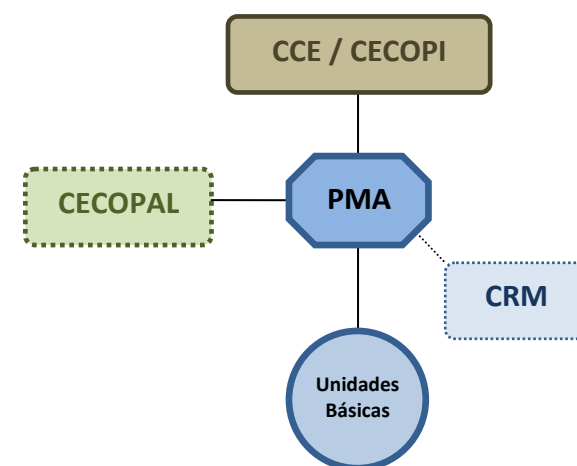 CCE / CECOPI
CECOPAL
PMA
CRM
Unidades
Básicas